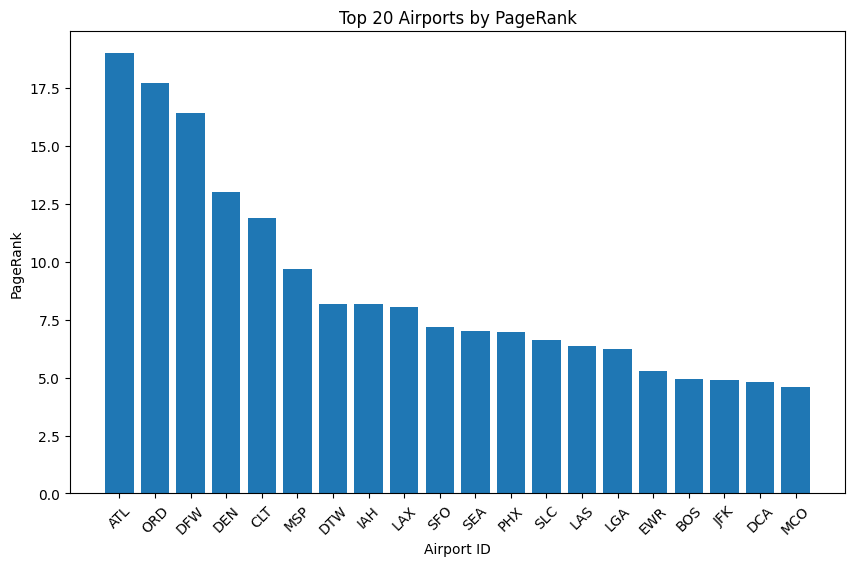 Top 20 Airports by PageRank
PageRank
17.5
15.0
12.5
10.0
7.5
5.0
2.5
0.0
ATL ORD DFW DEN CLT MSP DTW IAH LAX SFO SEA PHX SLC LAS LGA EWR BOS JFK DCA MCO
Airport ID